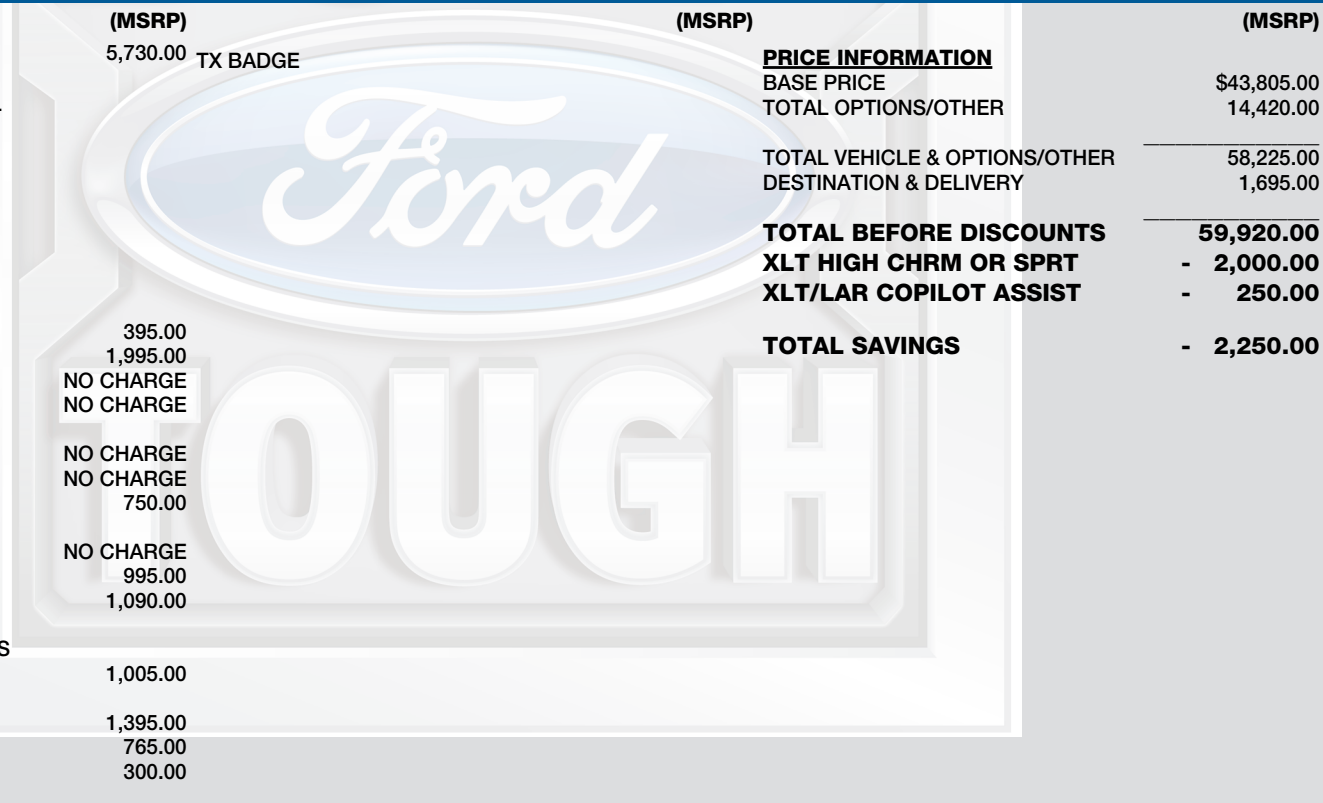 (MSRP) (MSRP) (MSRP)
5,730.00 TX BADGE
395.00
1,995.00
NO CHARGE
NO CHARGE
NO CHARGE
NO CHARGE
750.00
NO CHARGE
995.00
1,090.00
S
1,005.00
1,395.00
765.00
300.00
Ford
TOUGH
PRICE INFORMATION
BASE PRICE $43,805.00
TOTAL OPTIONS/OTHER 14,420.00
TOTAL VEHICLE & OPTIONS/OTHER 58,225.00
DESTINATION & DELIVERY 1,695.00
TOTAL BEFORE DISCOUNTS 59,920.00
XLT HIGH CHRM OR SPRT - 2,000.00
XLT/LAR COPILOT ASSIST - 250.00
TOTAL SAVINGS - 2,250.00